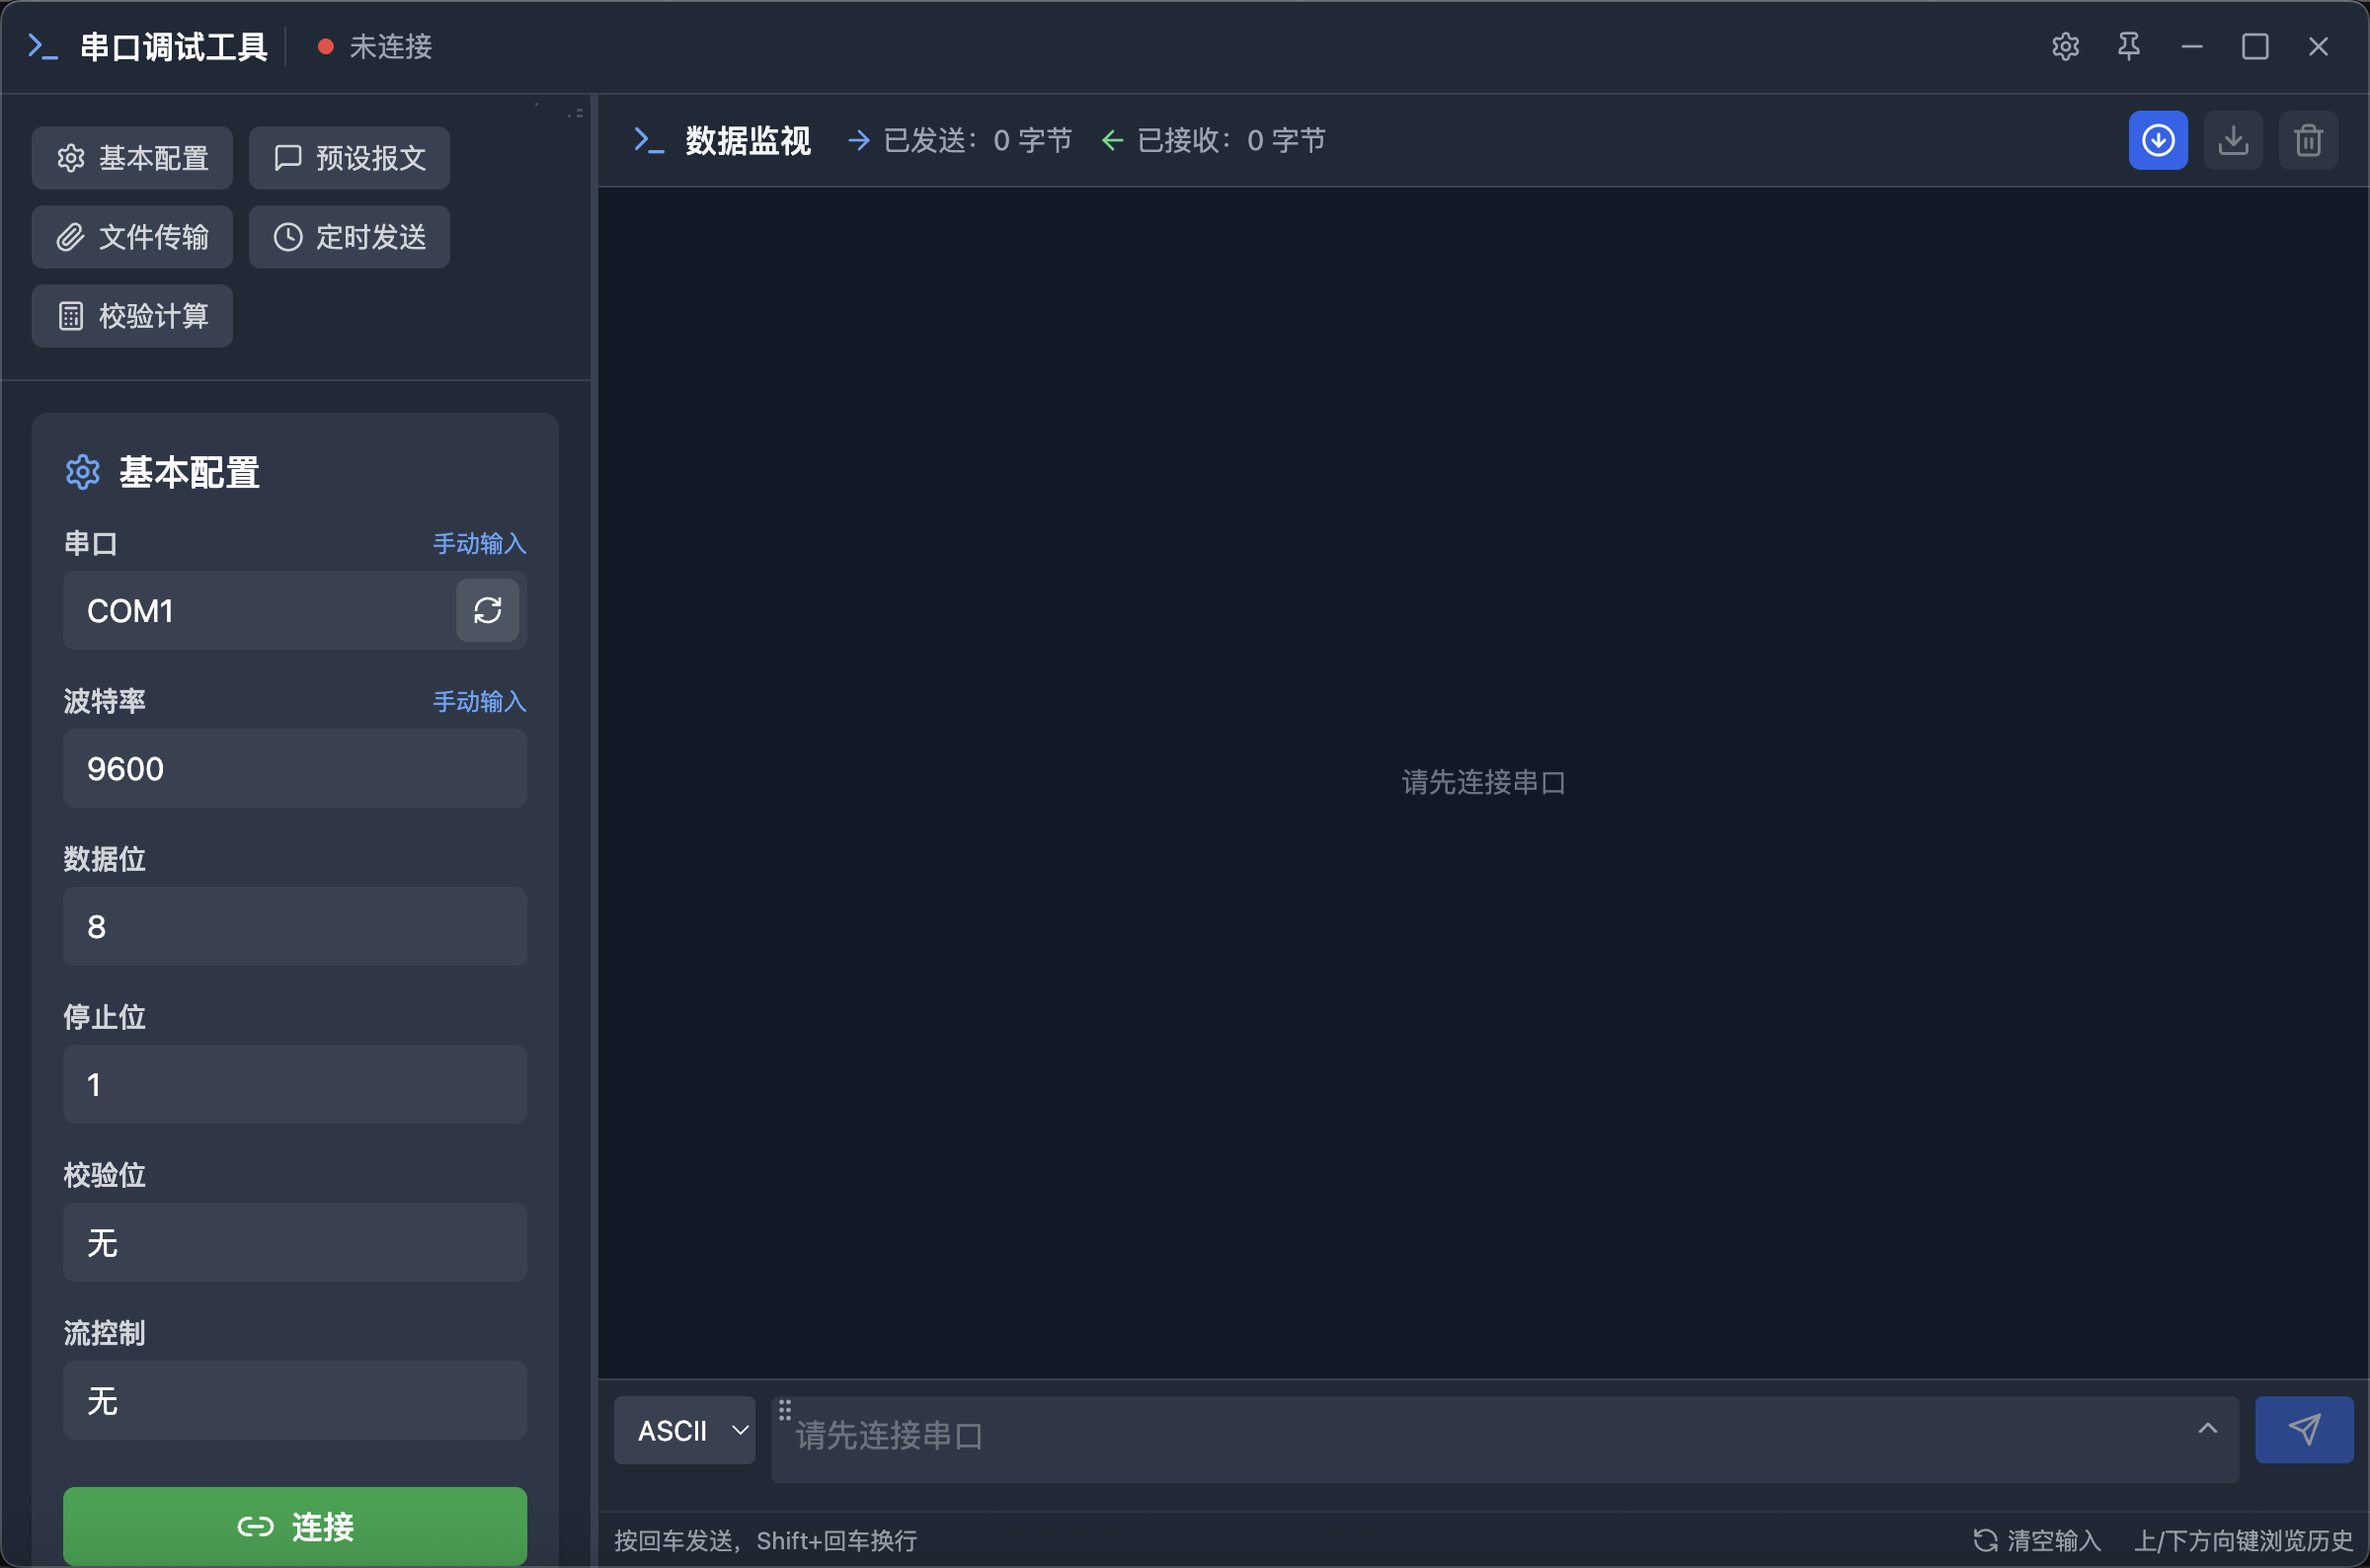 串口调试工具 未连接
基本配置 预设报文
文件传输 定时发送
校验计算
基本配置
串口 手动输入
COM1
波特率 手动输入
9600
数据位
8
停止位
1
校验位
无
流控制
无
连接
数据监视 已发送：0 字节 已接收：0 字节
请先连接串口
ASCII 请先连接串口
按回车发送，Shift+回车换行 清空输入 上/下方向键浏览历史